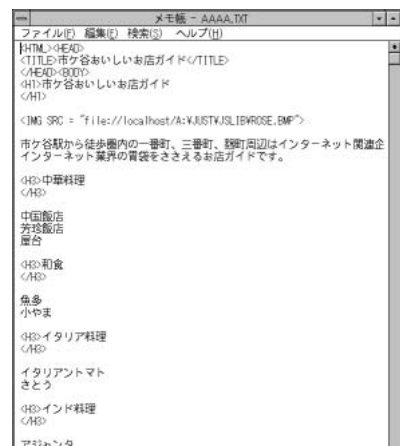 メモ帳 - AAAA.TXT
ファイル(F) 編集(E) 検索(S) ヘルプ(H)
<HTML><HEAD>
<TITLE>市ケ谷おいしいお店ガイド</TITLE>
</HEAD><BODY>
<H1>市ケ谷おいしいお店ガイド
</H1>
<IMG SRC = "file://localhost/A:¥JUST¥JSLIB¥ROSE.BMP">
市ケ谷駅から徒歩圏内の一番町、三番町、麹町周辺はインターネット関連企
インターネット業界の胃袋をささえるお店ガイドです。
<H3>中華料理
</H3>
中国飯店
芳珍飯店
屋台
<H3>和食
</H3>
魚多
小やま
<H3>イタリア料理
</H3>
イタリアントマト
さとう
<H3>インド料理
</H3>
アジャンタ